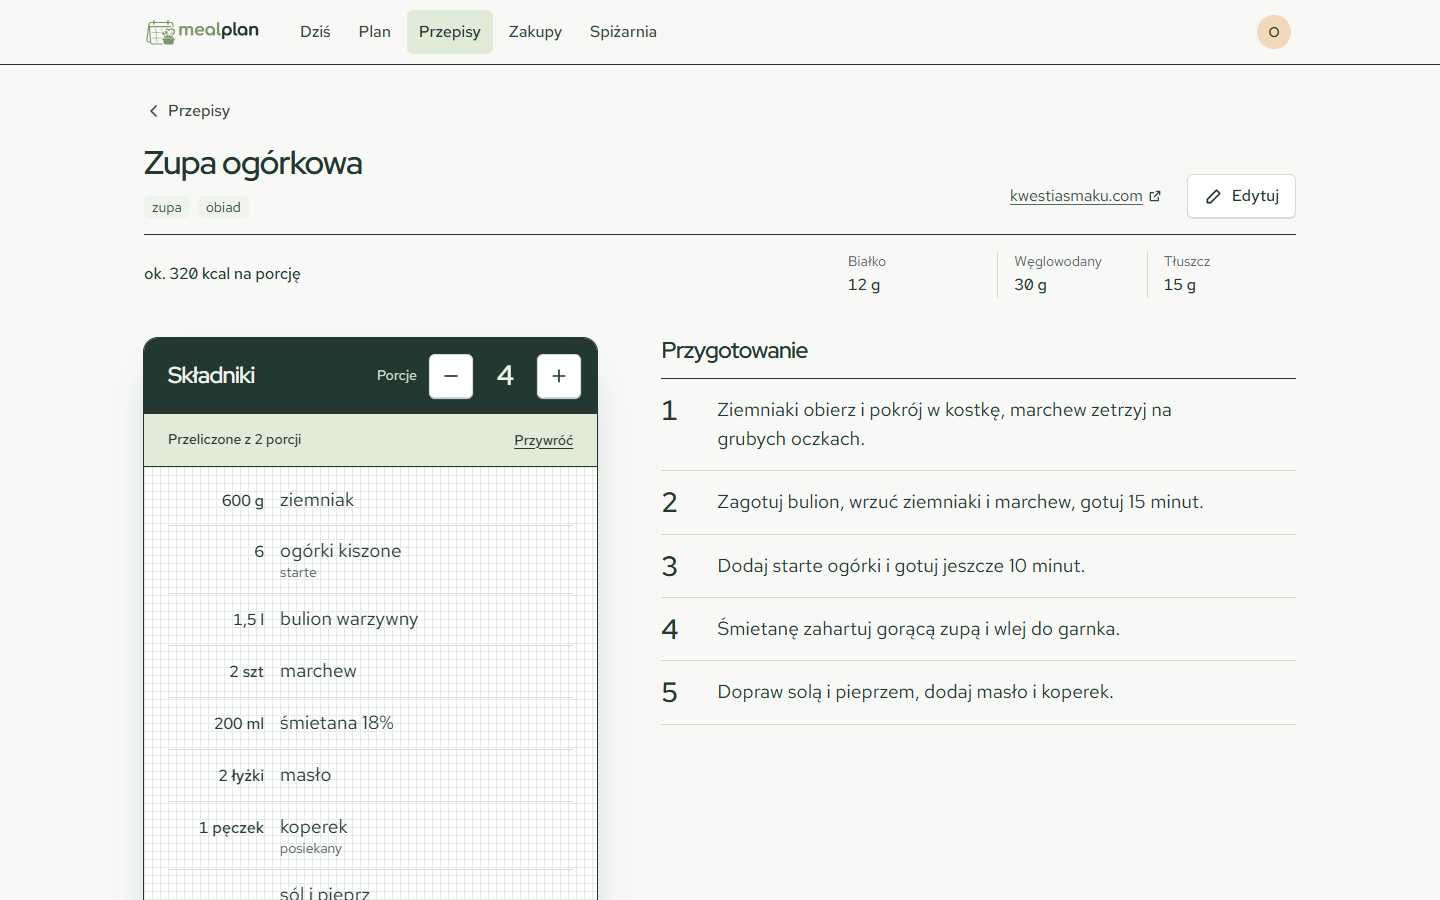 mealplan
Dziś
Plan
Przepisy
Zakupy
Spiżarnia
O
Przepisy
Zupa ogórkowa
zupa
obiad
kwestiasmaku.com
Edytuj
ok. 320 kcal na porcję
Białko
12 g
Węglowodany
30 g
Tłuszcz
15 g
Składniki
Porcje
4
Przeliczone z 2 porcji
Przywróć
600 g ziemniak
6 ogórki kiszone
starte
1,5 l bulion warzywny
2 szt marchew
200 ml śmietana 18%
2 łyżki masło
1 pęczek koperek
posiekany
sól i pieprz
Przygotowanie
1 Ziemniaki obierz i pokrój w kostkę, marchew zetrzyj na
grubych oczkach.
2 Zagotuj bulion, wrzuć ziemniaki i marchew, gotuj 15 minut.
3 Dodaj starte ogórki i gotuj jeszcze 10 minut.
4 Śmietanę zahartuj gorącą zupą i wlej do garnka.
5 Dopraw solą i pieprzem, dodaj masło i koperek.